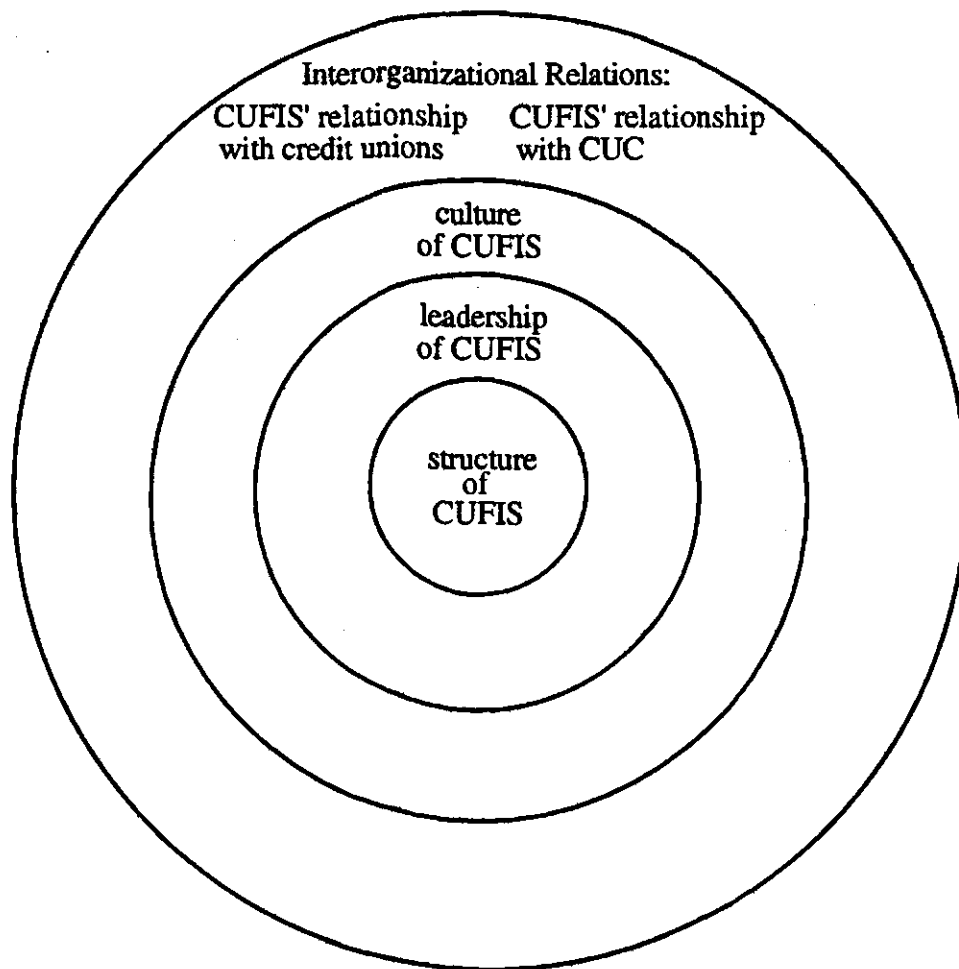 Interorganizational Relations:
CUFIS' relationship
with credit unions
CUFIS' relationship
with CUC
culture
of CUFIS
leadership
of CUFIS
structure
of
CUFIS